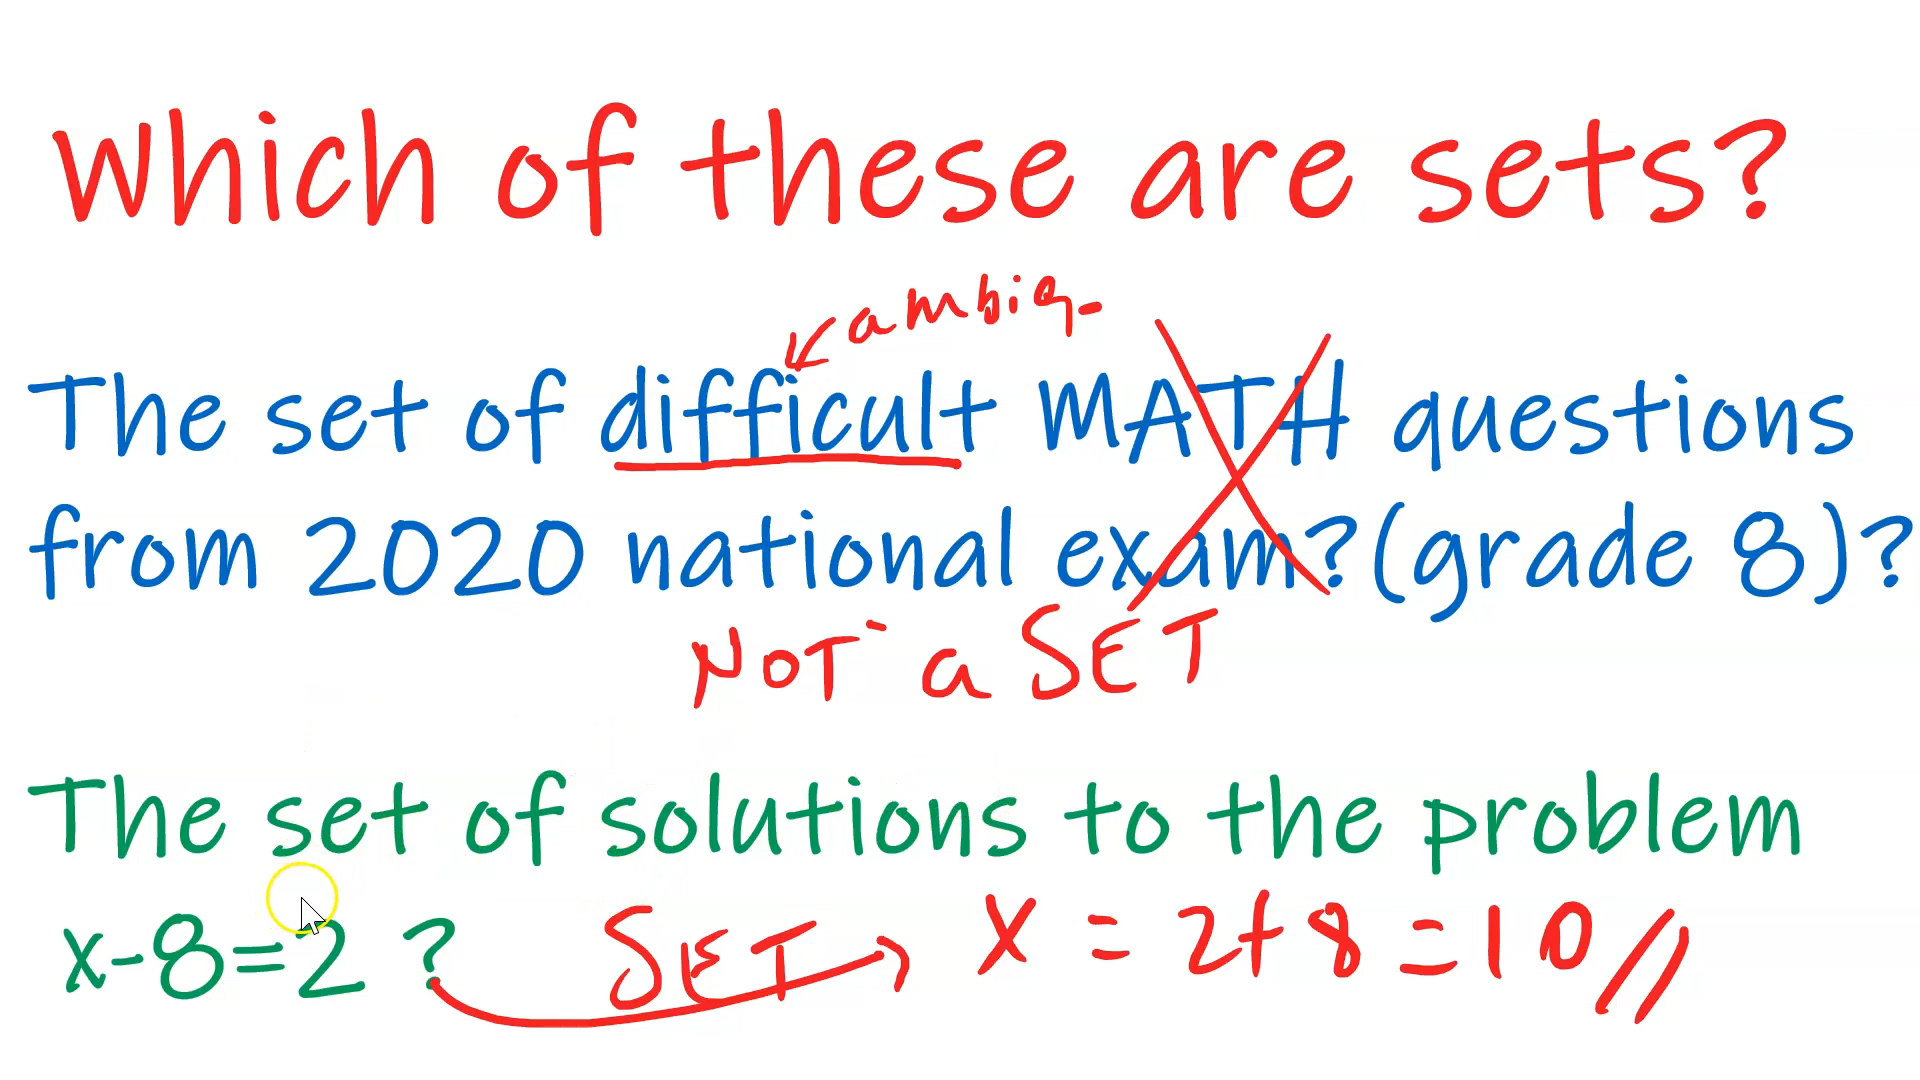 Which of these are sets?
ambig.
The set of difficult MATH questions
from 2020 national exam?(grade 8)?
NOT a SET
The set of solutions to the problem
x-8=2 ? SET x = 2+8 = 10 //